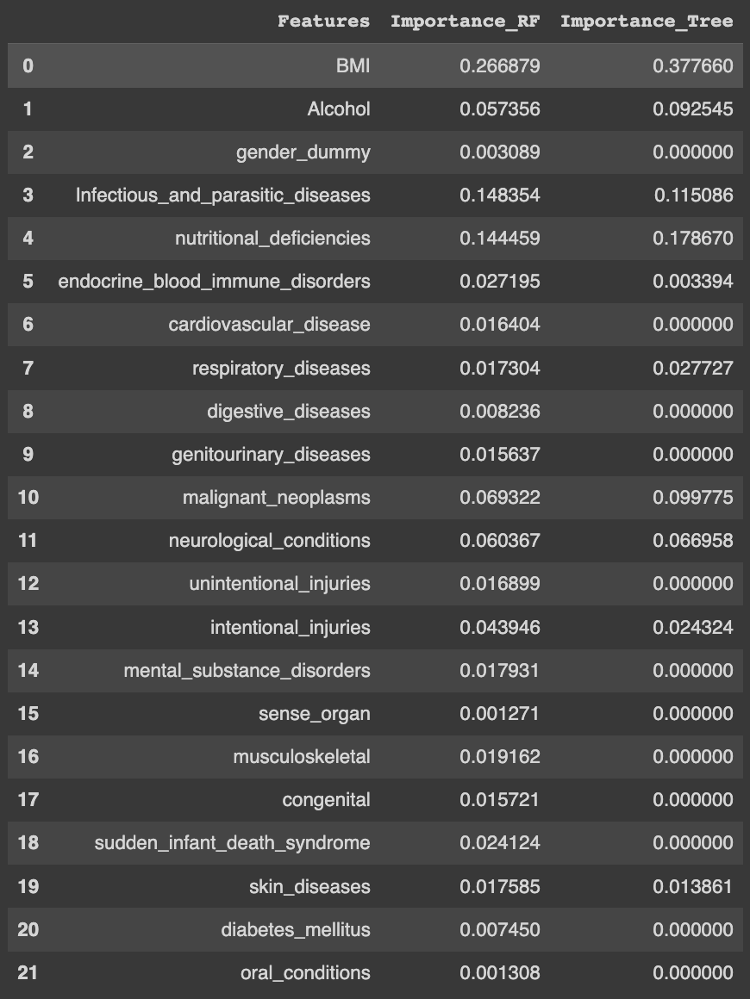 Features Importance_RF Importance_Tree
0 BMI 0.266879 0.377660
1 Alcohol 0.057356 0.092545
2 gender_dummy 0.003089 0.000000
3 Infectious_and_parasitic_diseases 0.148354 0.115086
4 nutritional_deficiencies 0.144459 0.178670
5 endocrine_blood_immune_disorders 0.027195 0.003394
6 cardiovascular_disease 0.016404 0.000000
7 respiratory_diseases 0.017304 0.027727
8 digestive_diseases 0.008236 0.000000
9 genitourinary_diseases 0.015637 0.000000
10 malignant_neoplasms 0.069322 0.099775
11 neurological_conditions 0.060367 0.066958
12 unintentional_injuries 0.016899 0.000000
13 intentional_injuries 0.043946 0.024324
14 mental_substance_disorders 0.017931 0.000000
15 sense_organ 0.001271 0.000000
16 musculoskeletal 0.019162 0.000000
17 congenital 0.015721 0.000000
18 sudden_infant_death_syndrome 0.024124 0.000000
19 skin_diseases 0.017585 0.013861
20 diabetes_mellitus 0.007450 0.000000
21 oral_conditions 0.001308 0.000000